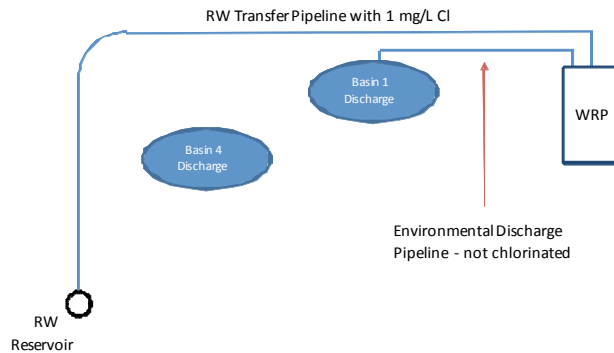 RW Transfer Pipeline with 1 mg/L Cl
Basin 1
Discharge
WRP
Basin 4
Discharge
Environmental Discharge
Pipeline - not chlorinated
RW
Reservoir